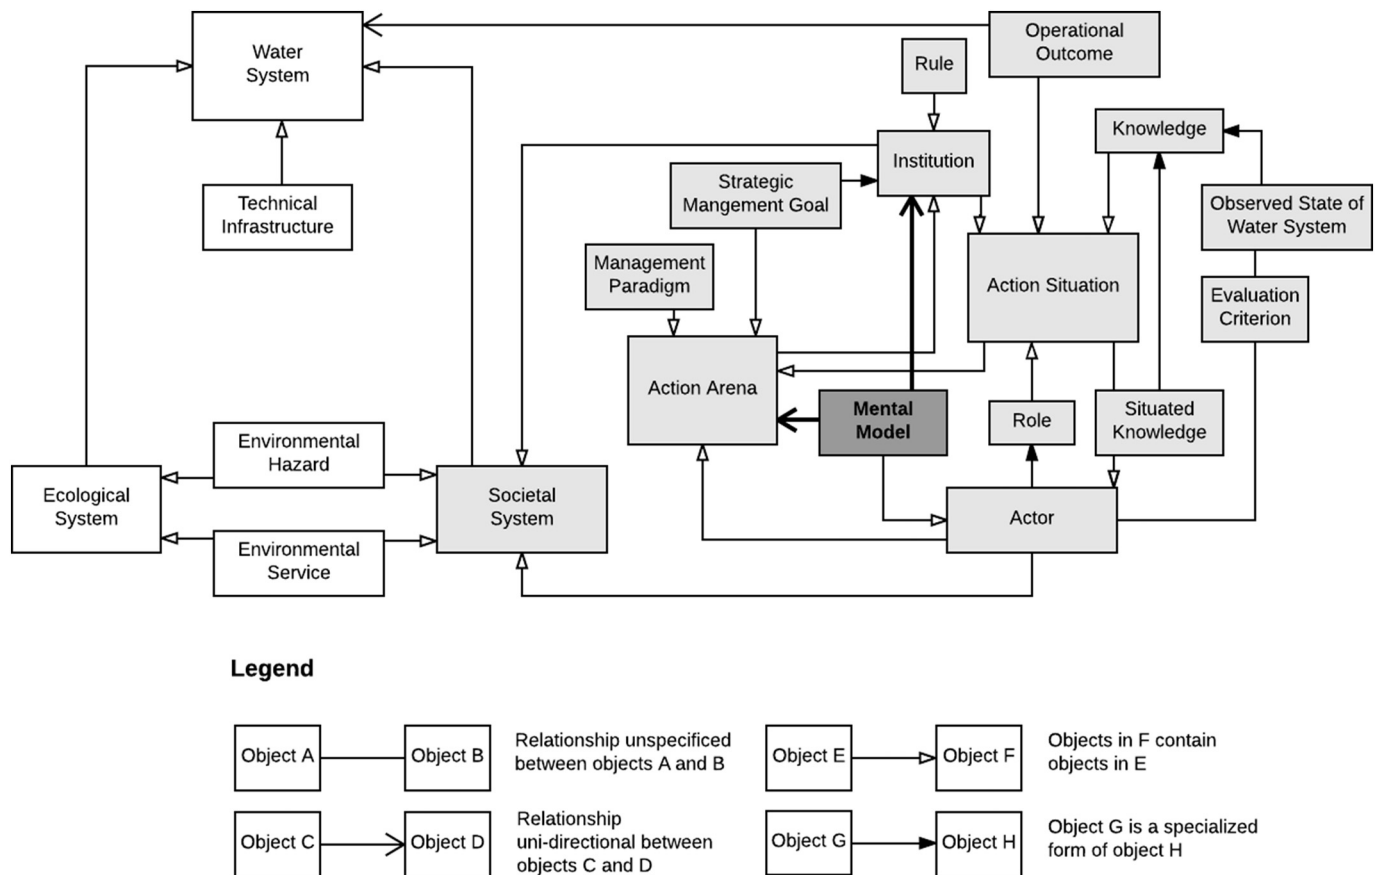 Water
System
Operational
Outcome
Rule
Knowledge
Institution
Strategic
Mangement Goal
Technical
Infrastructure
Observed State of
Water System
Management
Paradigm
Action Situation
Evaluation
Criterion
Action Arena
Mental
Model
Role
Situated
Knowledge
Environmental
Hazard
Ecological
System
Societal
System
Actor
Environmental
Service
Legend
Object A
Object B
Relationship unspecificed
between objects A and B
Object E
Object F
Objects in F contain
objects in E
Object C
Object D
Relationship
uni-directional between
objects C and D
Object G
Object H
Object G is a specialized
form of object H